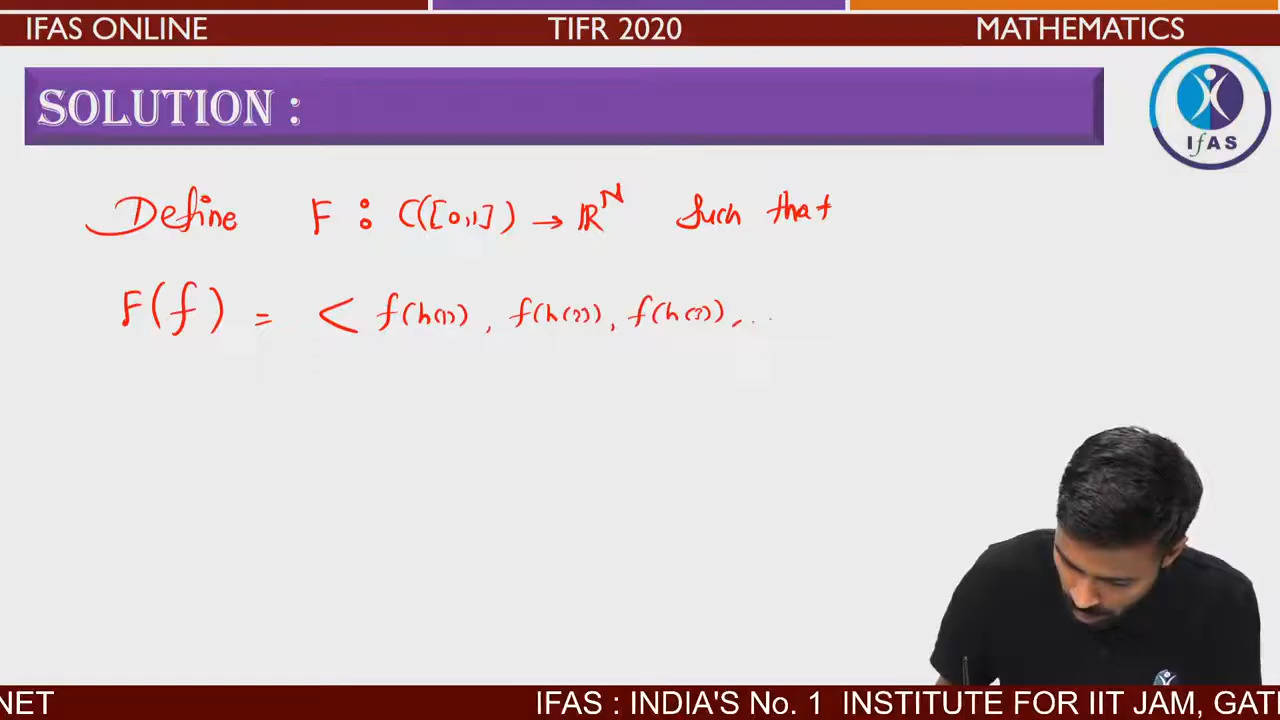 IFAS ONLINE TIFR 2020 MATHEMATICS
SOLUTION :
IfAS
Define F : C([0,1]) → ℝ^ℕ such that
F(f) = < f(h(1)), f(h(2)), f(h(3)), ..
NET IFAS : INDIA'S No. 1 INSTITUTE FOR IIT JAM, GAT